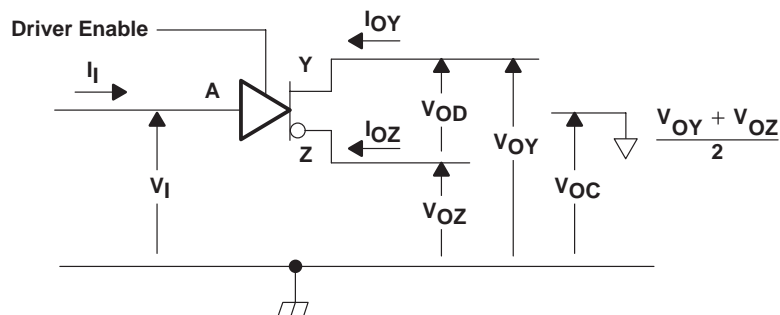 Driver Enable
I_OY
I_I
A
Y
I_OZ
Z
V_OD
V_OY
V_OY + V_OZ
2
V_I
V_OZ
V_OC